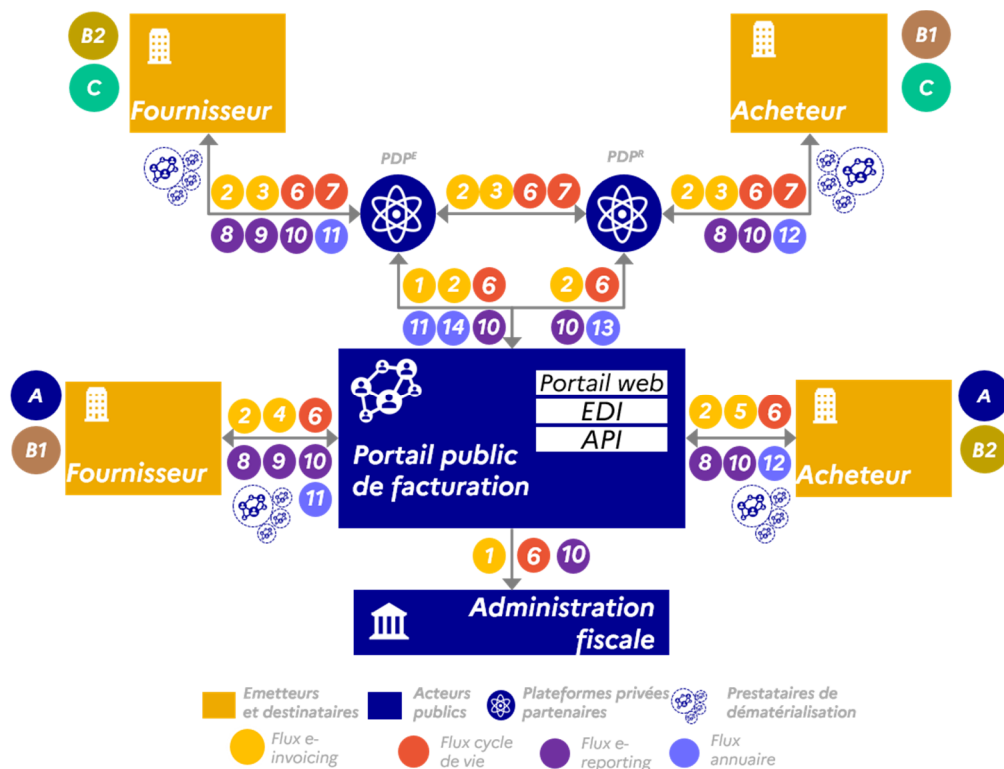 B2
C
Fournisseur
B1
C
Acheteur
PDPᴱ
PDPᴿ
2 3 6 7
8 9 10 11
2 3 6 7
2 3 6 7
8 10 12
1 2 6
11 14 10
2 6
10 13
A
B1
Fournisseur
2 4 6
8 9 10
11
Portail public
de facturation
Portail web
EDI
API
2 5 6
8 10 12
Acheteur
A
B2
1 6 10
Administration
fiscale
Emetteurs
et destinataires
Acteurs
publics
Plateformes privées
partenaires
Prestataires de
dématérialisation
Flux e-
invoicing
Flux cycle
de vie
Flux e-
reporting
Flux
annuaire